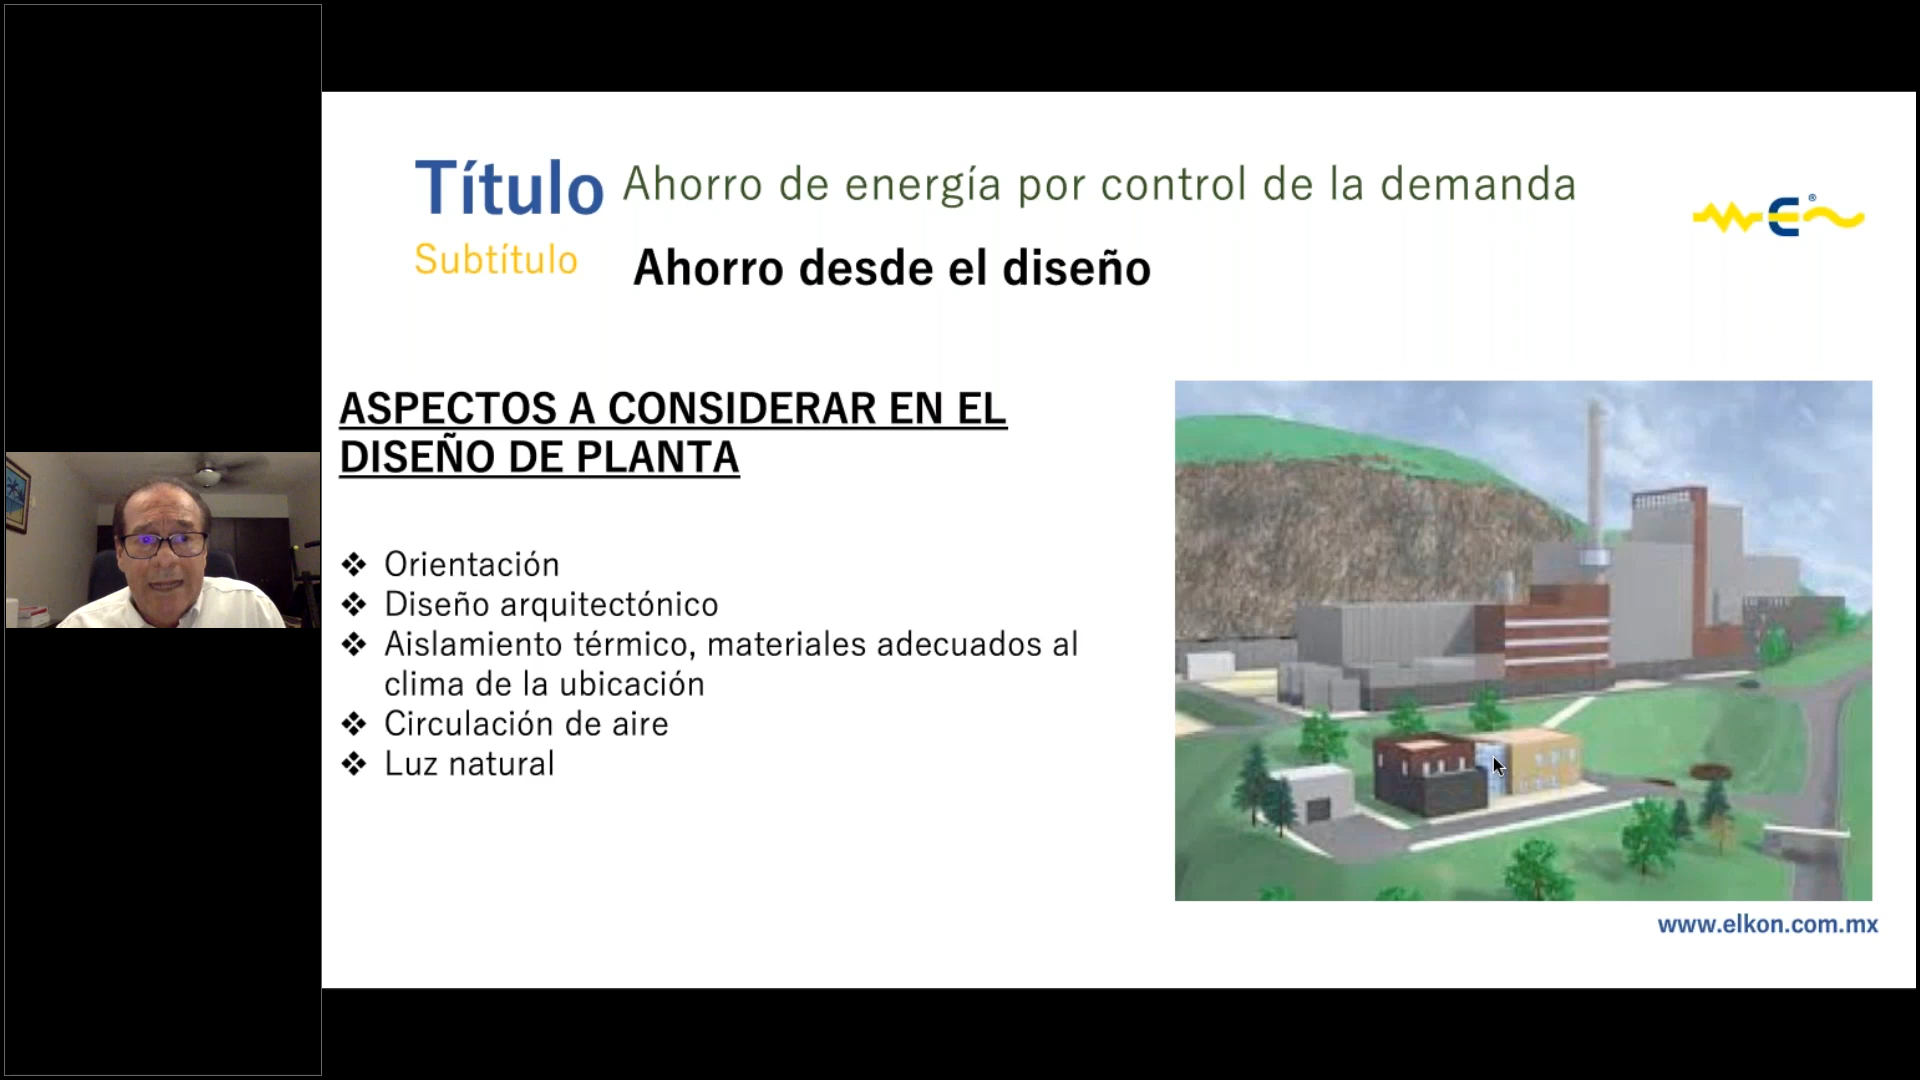 Título Ahorro de energía por control de la demanda
Subtítulo Ahorro desde el diseño
E®
ASPECTOS A CONSIDERAR EN EL
DISEÑO DE PLANTA
❖ Orientación
❖ Diseño arquitectónico
❖ Aislamiento térmico, materiales adecuados al
clima de la ubicación
❖ Circulación de aire
❖ Luz natural
www.elkon.com.mx